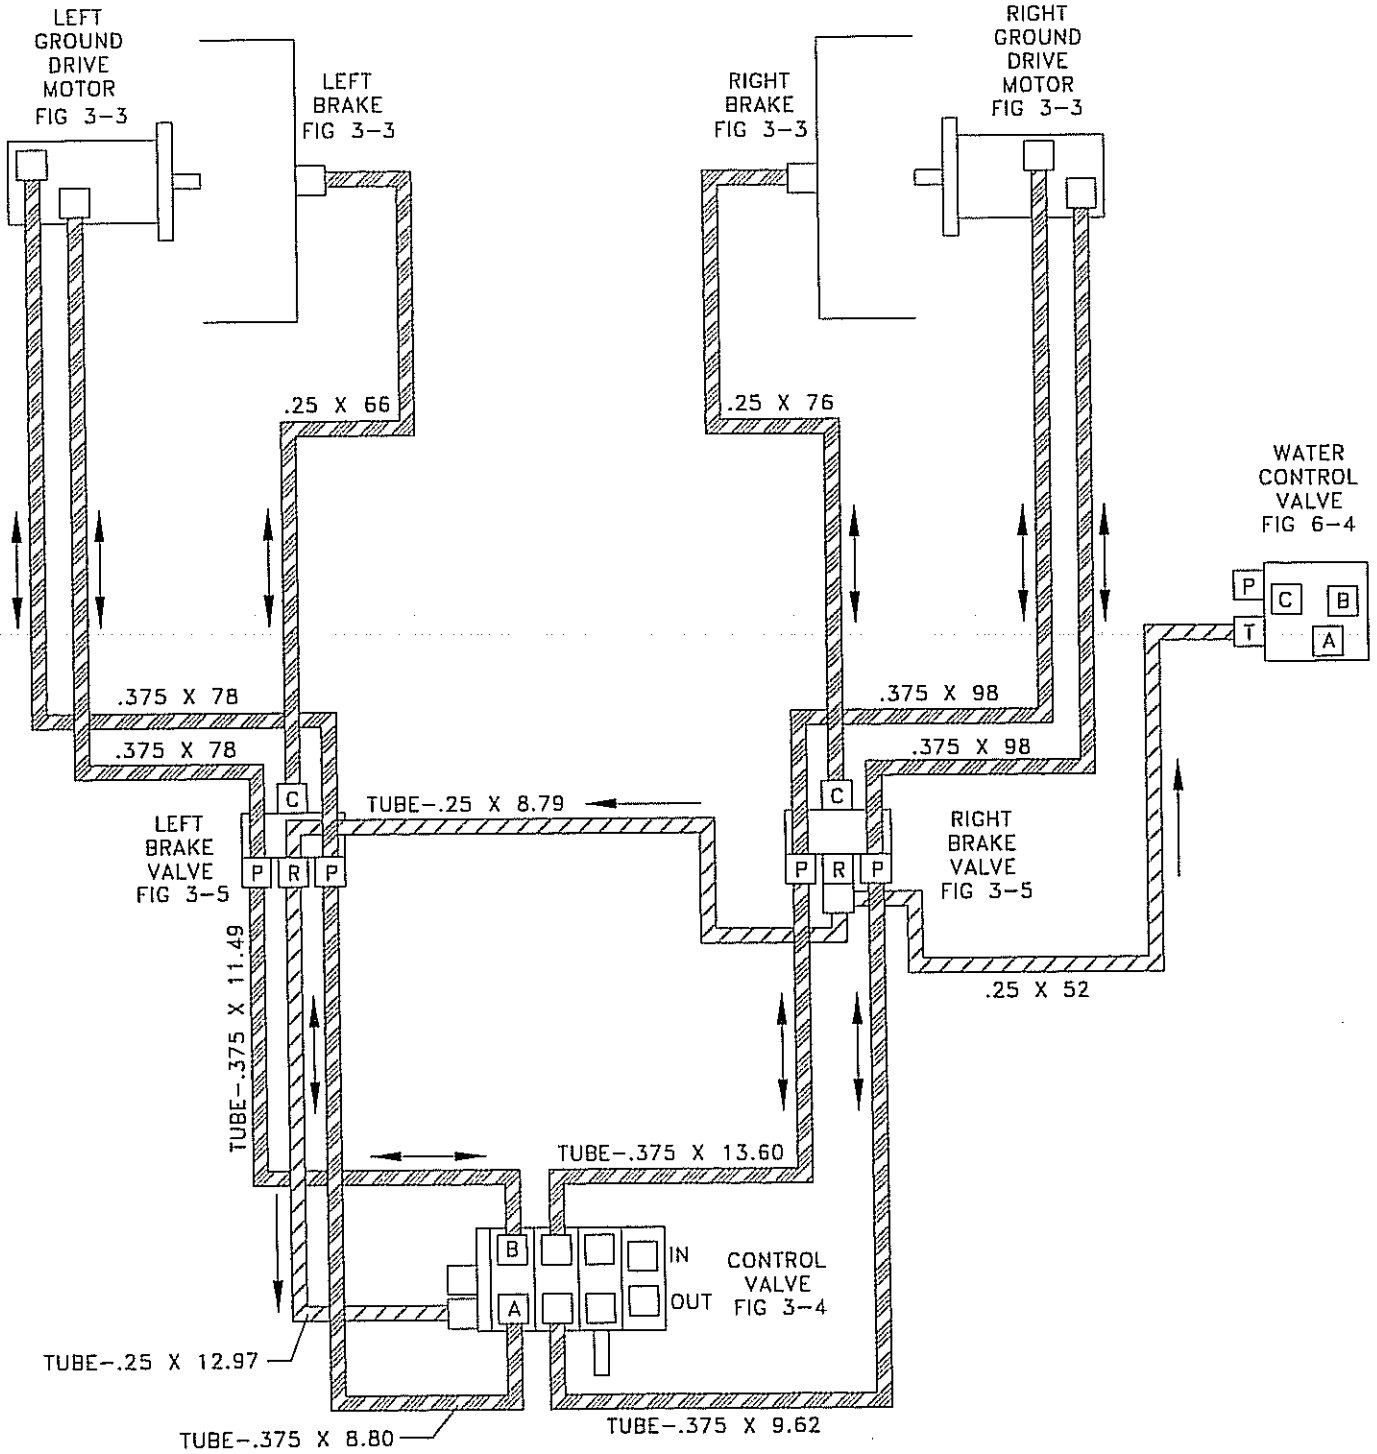 LEFT
GROUND
DRIVE
MOTOR
FIG 3-3
LEFT
BRAKE
FIG 3-3
RIGHT
BRAKE
FIG 3-3
RIGHT
GROUND
DRIVE
MOTOR
FIG 3-3
.25 X 66
.25 X 76
WATER
CONTROL
VALVE
FIG 6-4
P
C
B
T
A
.375 X 78
.375 X 78
.375 X 98
.375 X 98
C
C
TUBE-.25 X 8.79
LEFT
BRAKE
VALVE
FIG 3-5
P
R
P
P
R
P
RIGHT
BRAKE
VALVE
FIG 3-5
TUBE-.375 X 11.49
.25 X 52
TUBE-.375 X 13.60
B
IN
A
OUT
CONTROL
VALVE
FIG 3-4
TUBE-.25 X 12.97
TUBE-.375 X 8.80
TUBE-.375 X 9.62